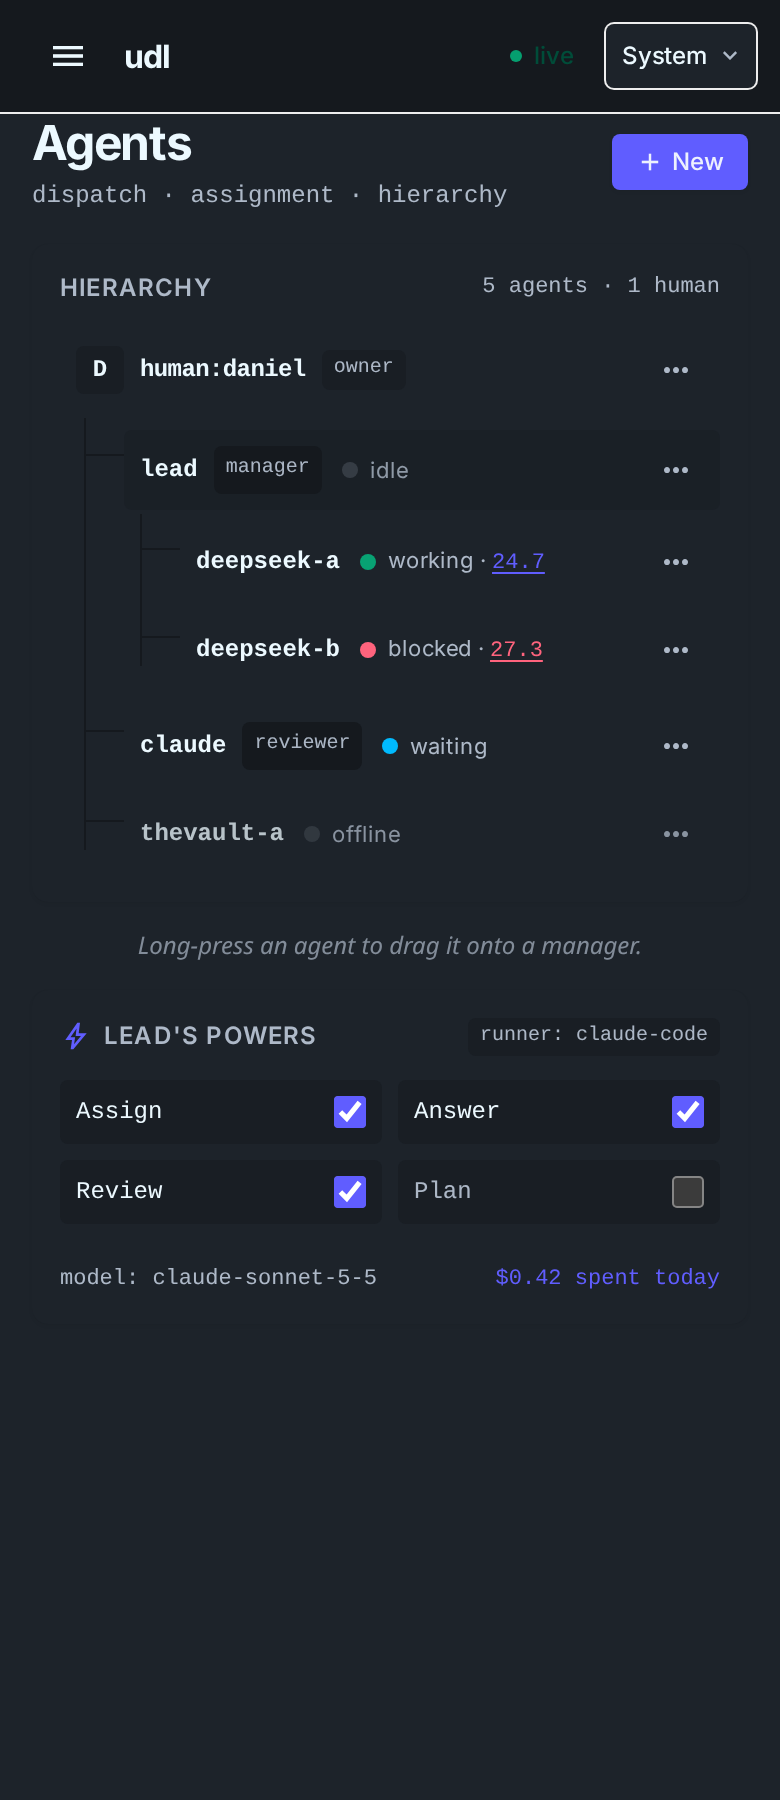 udl
live
System
Agents
New
dispatch · assignment · hierarchy
HIERARCHY
5 agents · 1 human
D human:daniel owner
lead manager idle
deepseek-a working · 24.7
deepseek-b blocked · 27.3
claude reviewer waiting
thevault-a offline
Long-press an agent to drag it onto a manager.
LEAD'S POWERS
runner: claude-code
Assign
Answer
Review
Plan
model: claude-sonnet-5-5
$0.42 spent today